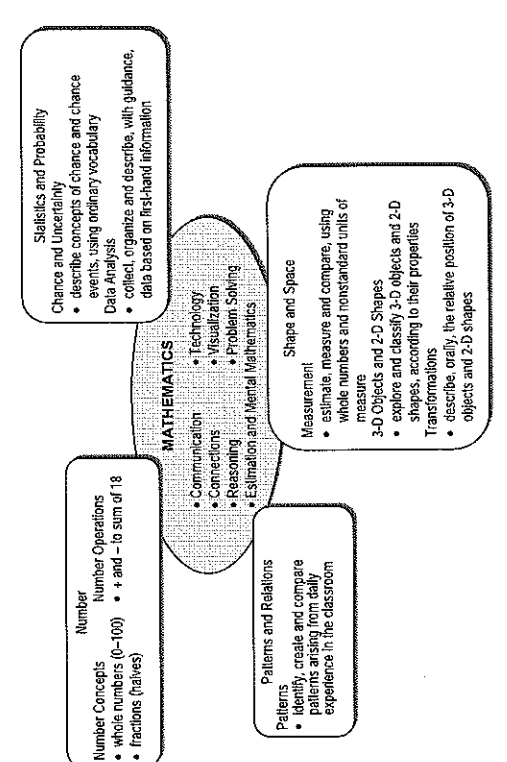 Number
Number Concepts
• whole numbers (0–100)
• fractions (halves)
Number Operations
• + and – to sum of 18
Statistics and Probability
Chance and Uncertainty
• describe concepts of chance and chance
events, using ordinary vocabulary
Data Analysis
• collect, organize and describe, with guidance,
data based on first-hand information
MATHEMATICS
• Communication
• Connections
• Reasoning
• Estimation and Mental Mathematics
• Technology
• Visualization
• Problem Solving
Patterns and Relations
Patterns
• identify, create and compare
patterns arising from daily
experience in the classroom
Shape and Space
Measurement
• estimate, measure and compare, using
whole numbers and nonstandard units of
measure
3-D Objects and 2-D Shapes
• explore and classify 3-D objects and 2-D
shapes, according to their properties
Transformations
• describe, orally, the relative position of 3-D
objects and 2-D shapes